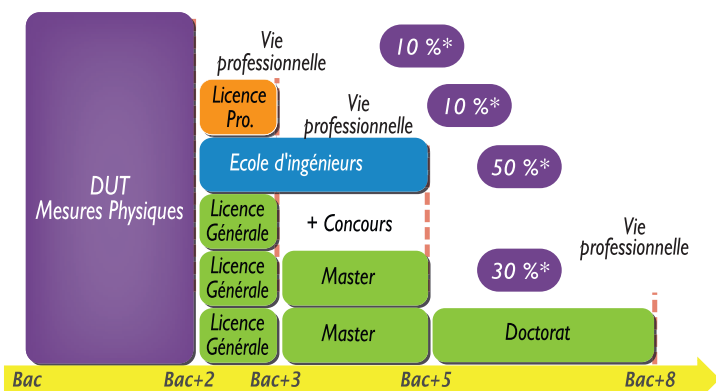 Vie
professionnelle
10 %*
Licence
Pro.
Vie
professionnelle
10 %*
Ecole d'ingénieurs
50 %*
DUT
Mesures Physiques
Licence
Générale
+ Concours
Vie
professionnelle
Licence
Générale
Master
30 %*
Licence
Générale
Master
Doctorat
Bac
Bac+2
Bac+3
Bac+5
Bac+8